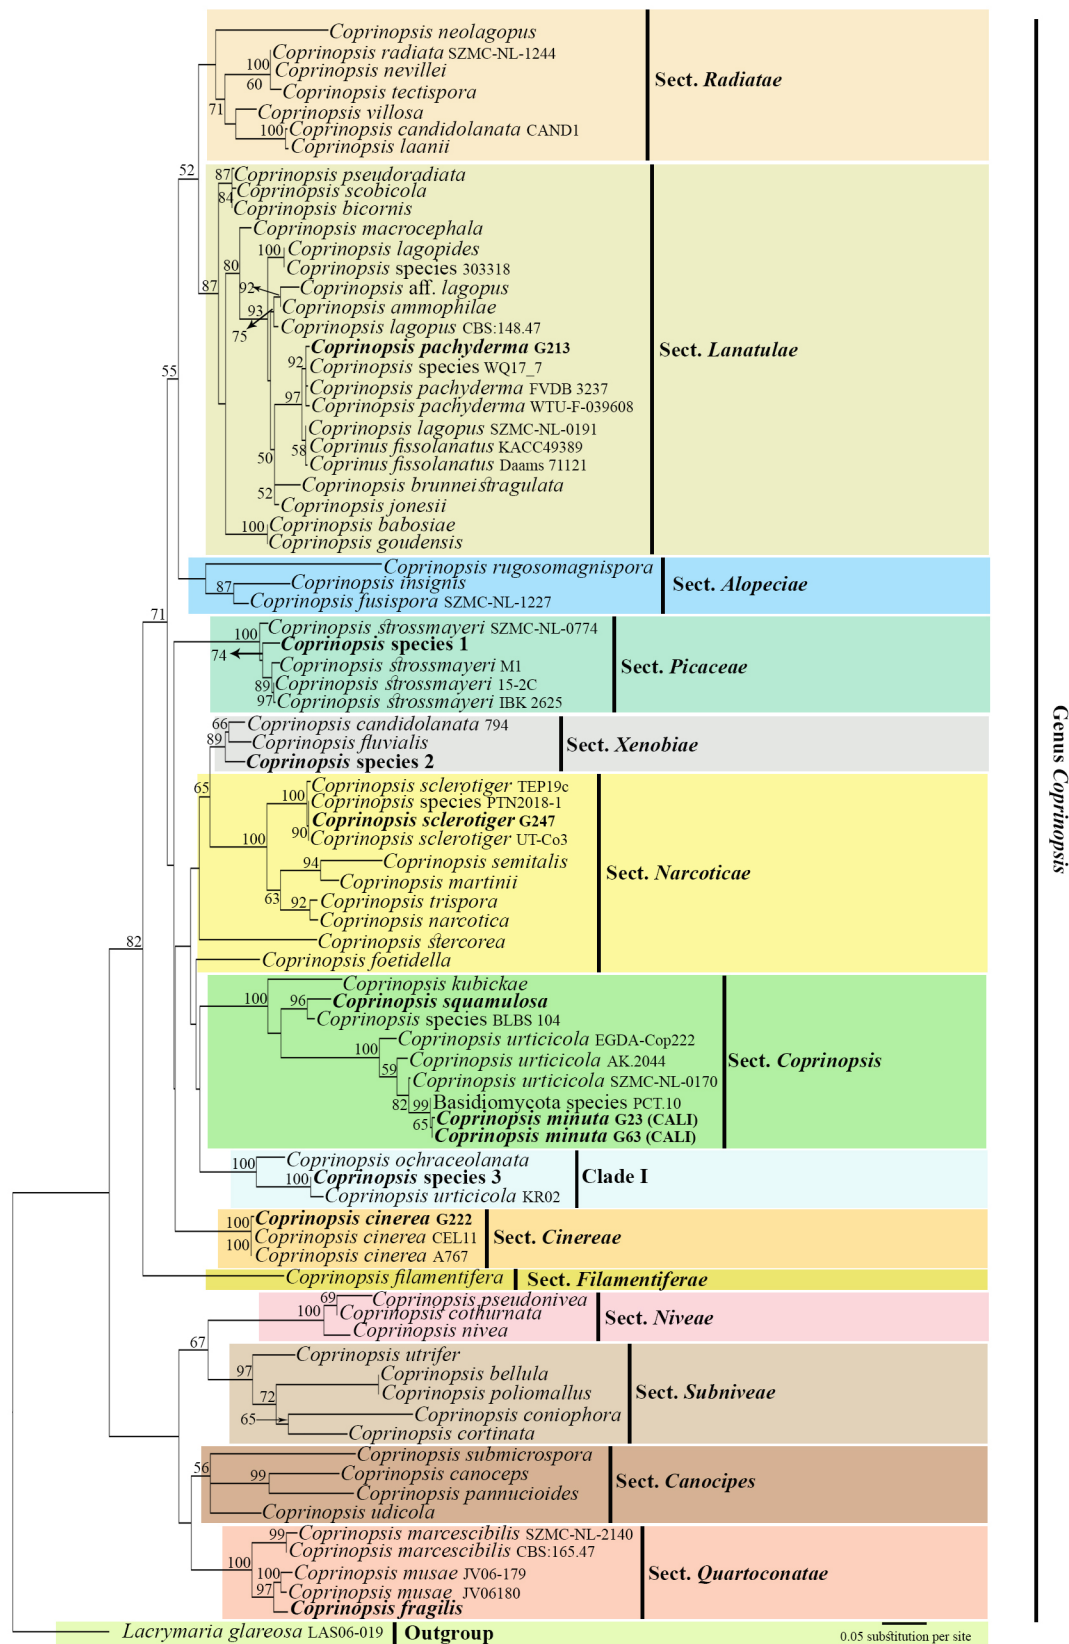 Coprinopsis neolagopus
Coprinopsis radiata SZMC-NL-1244
100
Coprinopsis nevillei
60
Coprinopsis tectispora
Sect. Radiatae
71
Coprinopsis villosa
100
Coprinopsis candidolanata CAND1
Coprinopsis laanii
52
87
Coprinopsis pseudoradiata
Coprinopsis scobicola
84
Coprinopsis bicornis
Coprinopsis macrocephala
100
Coprinopsis lagopides
80
Coprinopsis species 303318
87
92
Coprinopsis aff. lagopus
Coprinopsis ammophilae
93
75
Coprinopsis lagopus CBS:148.47
Coprinopsis pachyderma G213
Sect. Lanatulae
92
Coprinopsis species WQ17_7
55
Coprinopsis pachyderma FVDB 3237
97
Coprinopsis pachyderma WTU-F-039608
Coprinopsis lagopus SZMC-NL-0191
58
Coprinus fissolanatus KACC49389
50
Coprinus fissolanatus Daams 71121
Coprinopsis brunneistragulata
52
Coprinopsis jonesii
100
Coprinopsis babosiae
Coprinopsis goudensis
Coprinopsis rugosomagnispora
87
Coprinopsis insignis
Sect. Alopeciae
Coprinopsis fusispora SZMC-NL-1227
71
Coprinopsis strossmayeri SZMC-NL-0774
100
Coprinopsis species 1
74
Coprinopsis strossmayeri M1
Sect. Picaceae
89
Coprinopsis strossmayeri 15-2C
97
Coprinopsis strossmayeri IBK 2625
66
Coprinopsis candidolanata 794
89
Coprinopsis fluvialis
Sect. Xenobiae
Coprinopsis species 2
65
Coprinopsis sclerotiger TEP19c
100
Coprinopsis species PTN2018-1
Coprinopsis sclerotiger G247
90
Coprinopsis sclerotiger UT-Co3
100
94
Coprinopsis semitalis
Sect. Narcoticae
Coprinopsis martinii
63
92
Coprinopsis trispora
Coprinopsis narcotica
Coprinopsis stercorea
82
Coprinopsis foetidella
Coprinopsis kubickae
100
96
Coprinopsis squamulosa
Coprinopsis species BLBS 104
Coprinopsis urticicola EGDA-Cop222
100
Coprinopsis urticicola AK.2044
Sect. Coprinopsis
59
Coprinopsis urticicola SZMC-NL-0170
82
99
Basidiomycota species PCT.10
65
Coprinopsis minuta G23 (CALI)
Coprinopsis minuta G63 (CALI)
100
Coprinopsis ochraceolanata
100
Coprinopsis species 3
Clade I
Coprinopsis urticicola KR02
100
Coprinopsis cinerea G222
Coprinopsis cinerea CEL11
Sect. Cinereae
100
Coprinopsis cinerea A767
Coprinopsis filamentifera
Sect. Filamentiferae
69
Coprinopsis pseudonivea
100
Coprinopsis cothurnata
Sect. Niveae
Coprinopsis nivea
67
Coprinopsis utrifer
97
Coprinopsis bellula
72
Coprinopsis poliomallus
Sect. Subniveae
65
Coprinopsis coniophora
Coprinopsis cortinata
Coprinopsis submicrospora
56
99
Coprinopsis canoceps
Sect. Canocipes
Coprinopsis pannucioides
Coprinopsis udicola
99
Coprinopsis marcescibilis SZMC-NL-2140
Coprinopsis marcescibilis CBS:165.47
100
100
Coprinopsis musae JV06-179
Sect. Quartoconatae
97
Coprinopsis musae JV06180
Coprinopsis fragilis
Lacrymaria glareosa LAS06-019
Outgroup
0.05 substitution per site
Genus Coprinopsis